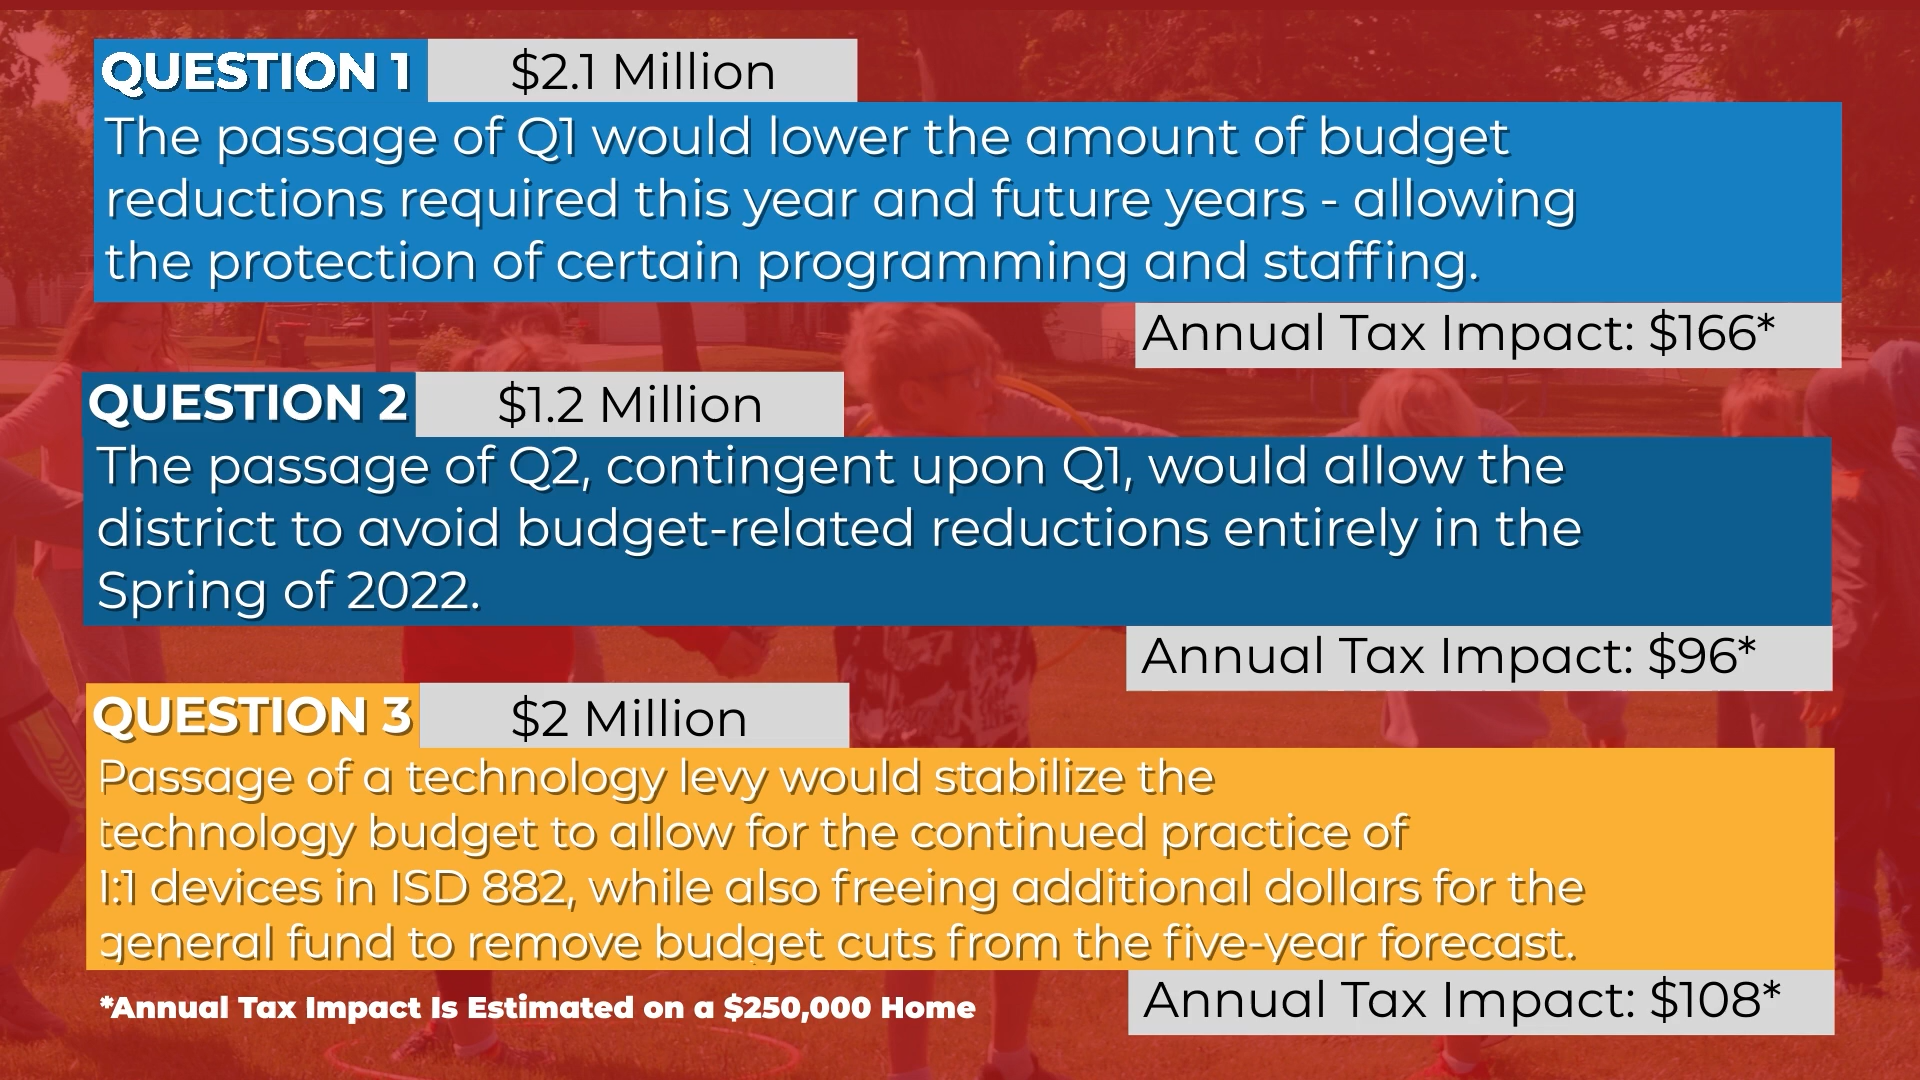 QUESTION 1 $2.1 Million
The passage of Q1 would lower the amount of budget
reductions required this year and future years - allowing
the protection of certain programming and staffing.
Annual Tax Impact: $166*
QUESTION 2 $1.2 Million
The passage of Q2, contingent upon Q1, would allow the
district to avoid budget-related reductions entirely in the
Spring of 2022.
Annual Tax Impact: $96*
QUESTION 3 $2 Million
Passage of a technology levy would stabilize the
technology budget to allow for the continued practice of
1:1 devices in ISD 882, while also freeing additional dollars for the
general fund to remove budget cuts from the five-year forecast.
Annual Tax Impact: $108*
*Annual Tax Impact Is Estimated on a $250,000 Home